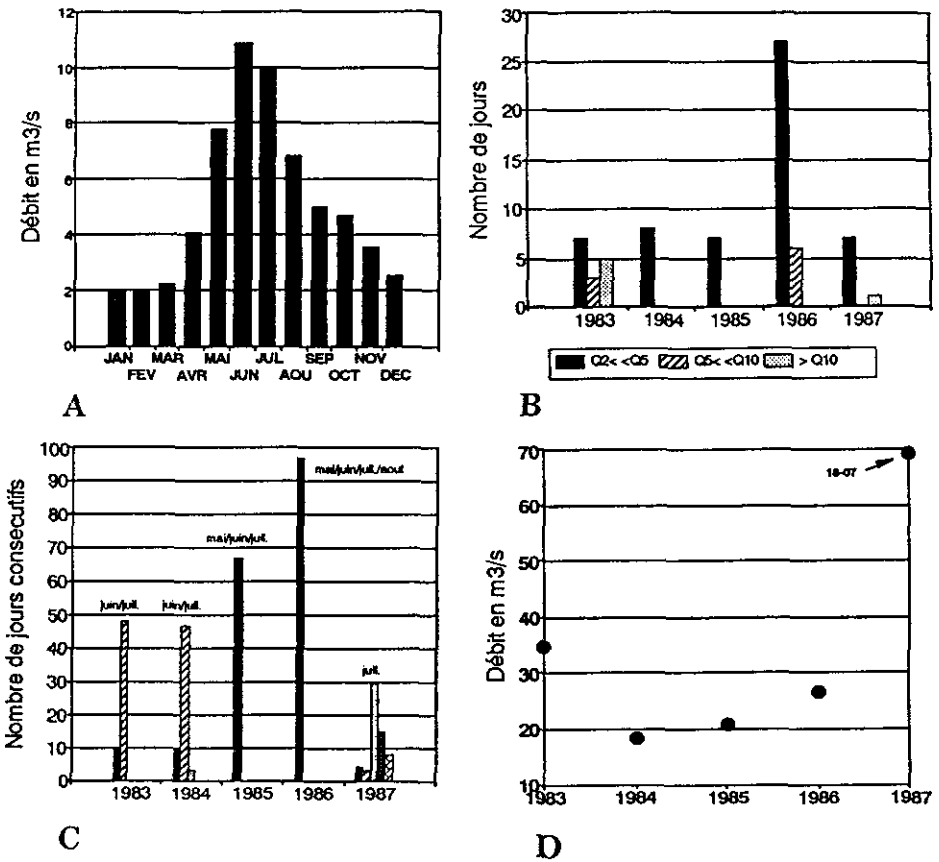 12
10
8
6
4
2
0
Débit en m3/s
JAN MAR MAI JUL SEP NOV
FEV AVR JUN AOU OCT DEC
A
30
25
20
15
10
5
0
Nombre de jours
1983 1984 1985 1986 1987
Q2< <Q5 Q5< <Q10 > Q10
B
100
90
80
70
60
50
40
30
20
10
0
Nombre de jours consecutifs
mai/juin/juil./aout
mai/juin/juil.
juin/juil. juin/juil.
juil.
1983 1984 1985 1986 1987
C
70
60
50
40
30
20
10
Débit en m3/s
18-07
1983 1984 1985 1986 1987
D